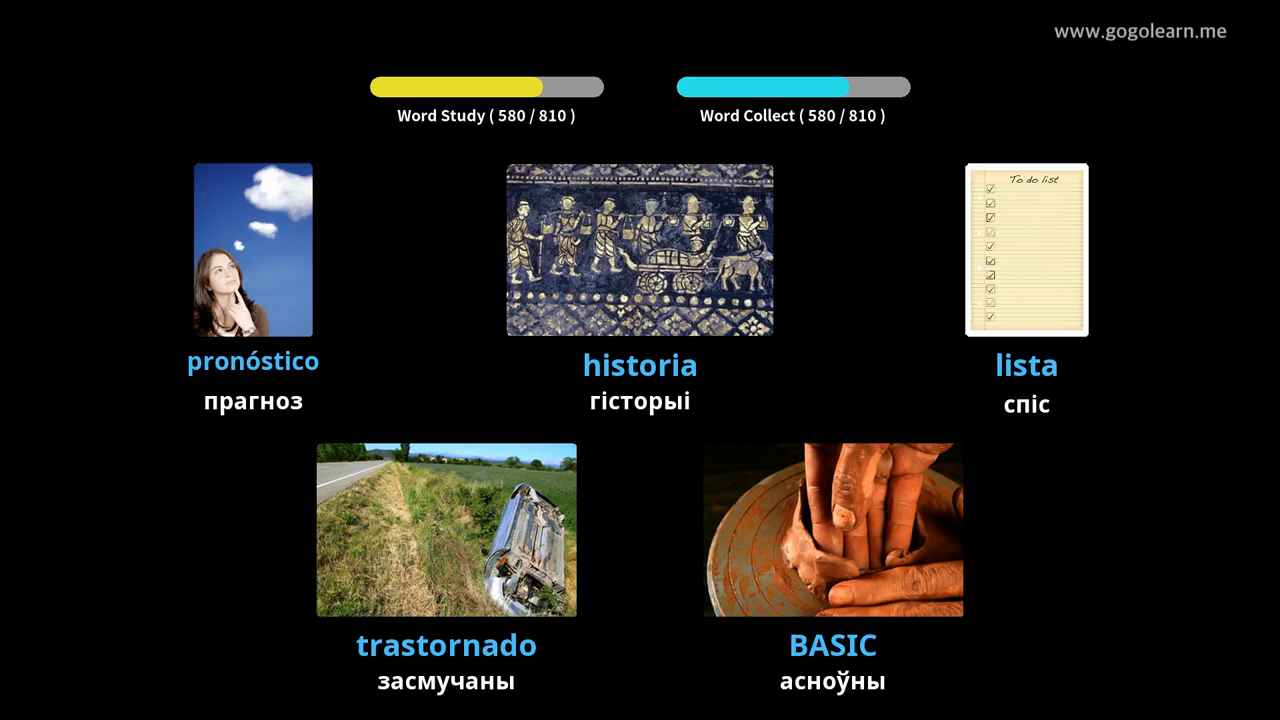 www.gogolearn.me
Word Study ( 580 / 810 )
Word Collect ( 580 / 810 )
To do list
pronóstico
прагноз
historia
гісторыі
lista
спіс
trastornado
засмучаны
BASIC
асноўны